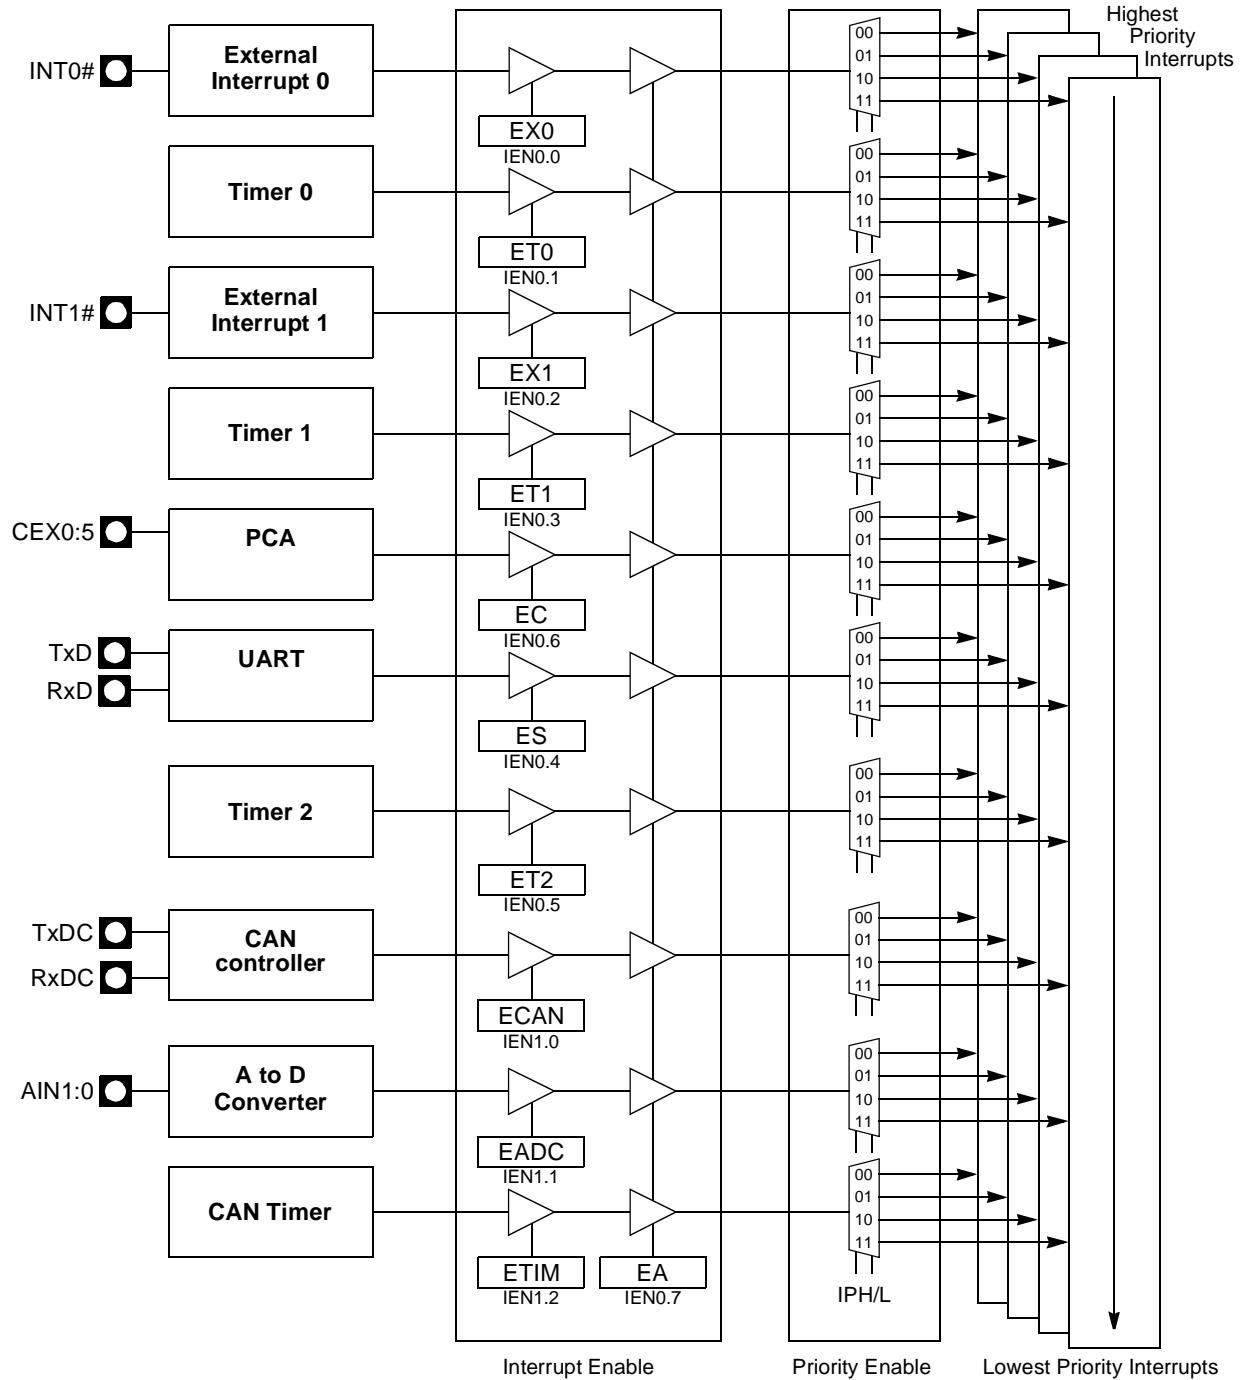 Highest
Priority
Interrupts
INT0#
External
Interrupt 0
EX0
IEN0.0
00
01
10
11
Timer 0
ET0
IEN0.1
00
01
10
11
INT1#
External
Interrupt 1
EX1
IEN0.2
00
01
10
11
Timer 1
ET1
IEN0.3
00
01
10
11
CEX0:5
PCA
EC
IEN0.6
00
01
10
11
TxD
RxD
UART
ES
IEN0.4
00
01
10
11
Timer 2
ET2
IEN0.5
00
01
10
11
TxDC
RxDC
CAN
controller
ECAN
IEN1.0
00
01
10
11
AIN1:0
A to D
Converter
EADC
IEN1.1
00
01
10
11
CAN Timer
ETIM
IEN1.2
EA
IEN0.7
00
01
10
11
IPH/L
Interrupt Enable
Priority Enable
Lowest Priority Interrupts